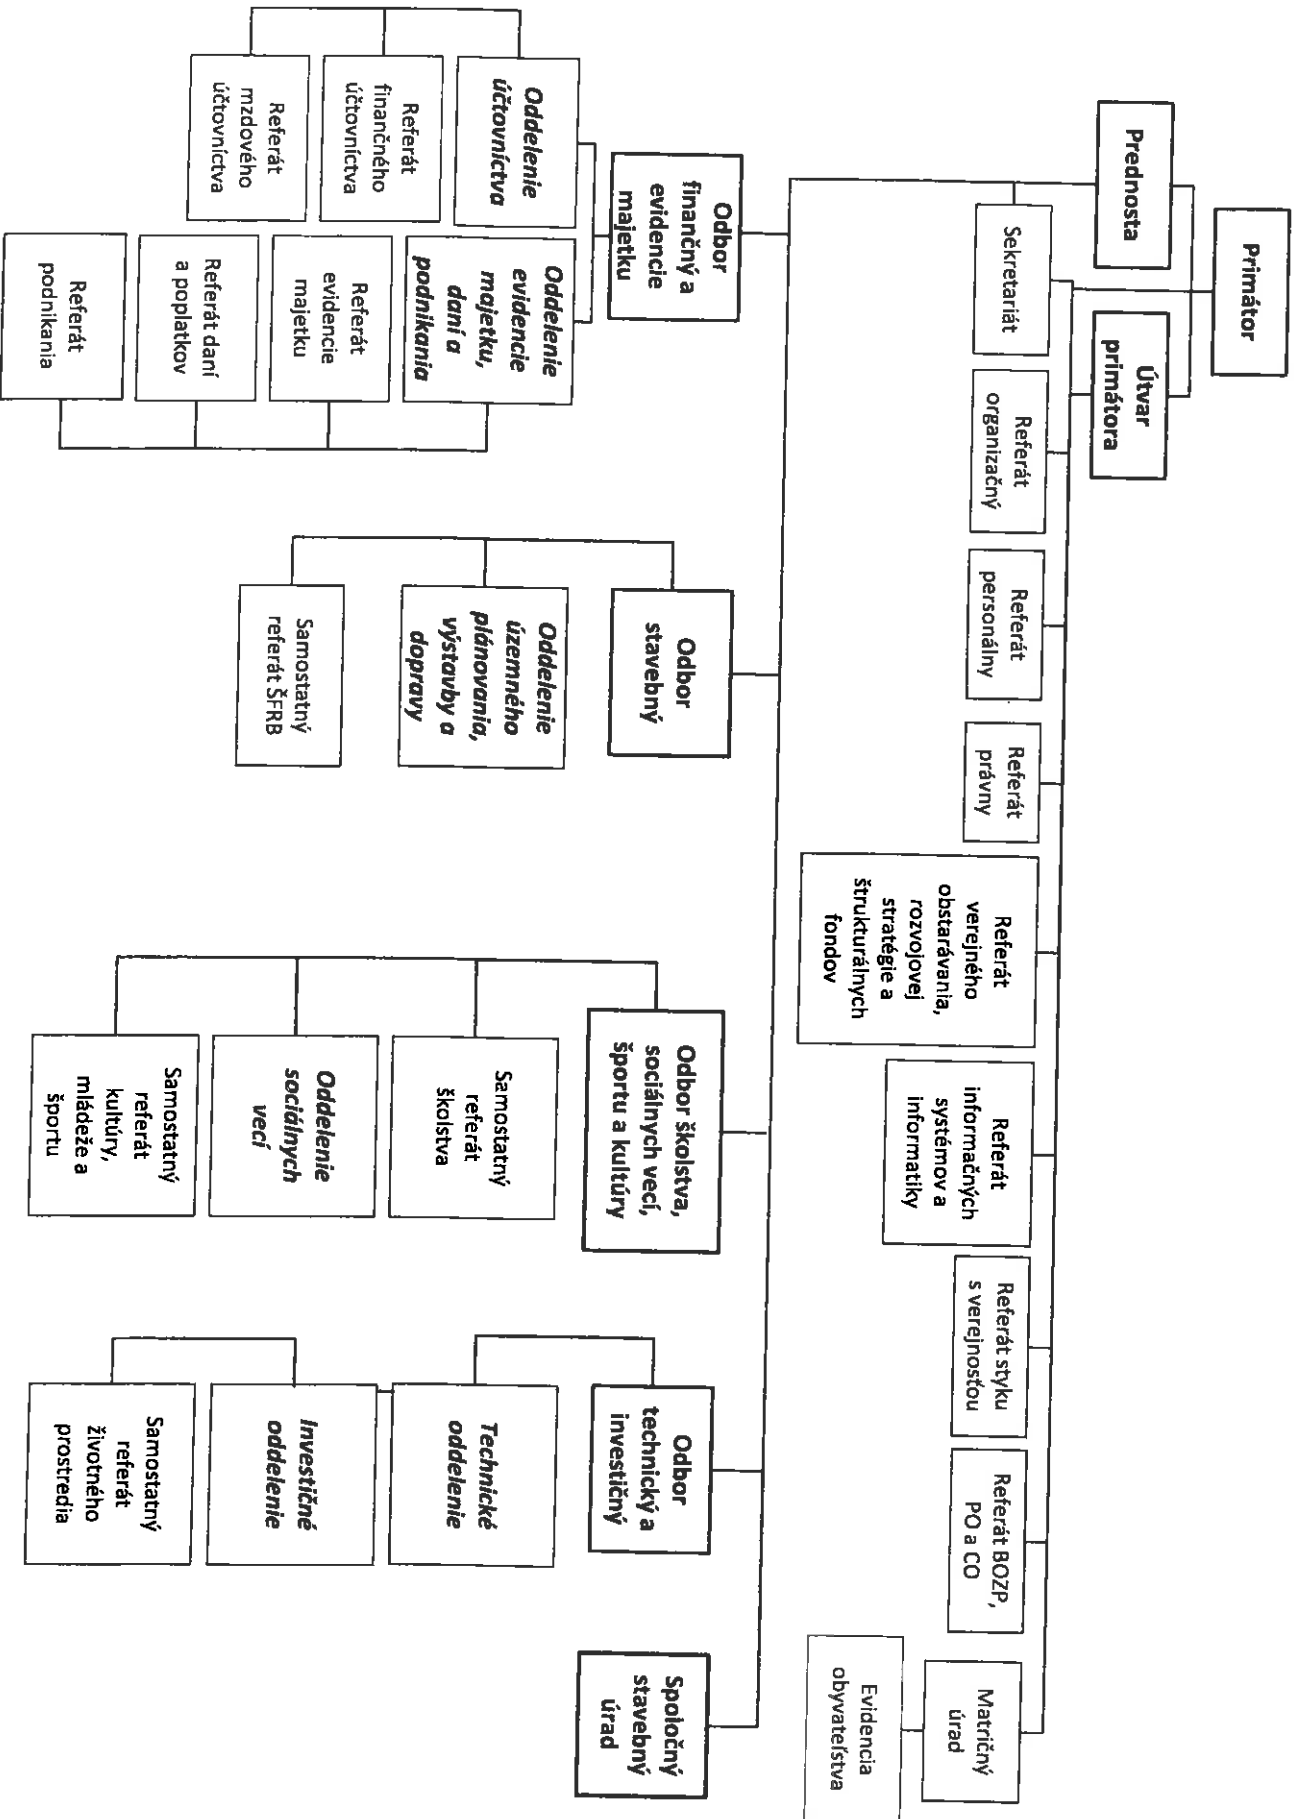 Primátor
Prednosta
Útvar
primátora
Sekretariát
Referát
organizačný
Referát
personálny
Referát
právny
Referát
verejného
obstarávania,
rozvojovej
stratégie a
štrukturálnych
fondov
Referát
informačných
systémov a
informatiky
Referát styku
s verejnosťou
Referát BOZP,
PO a CO
Matričný
úrad
Evidencia
obyvateľstva
Odbor
finančný a
evidencie
majetku
Oddelenie
účtovníctva
Referát
finančného
účtovníctva
Referát
mzdového
účtovníctva
Oddelenie
evidencie
majetku,
daní a
podnikania
Referát
evidencie
majetku
Referát daní
a poplatkov
Referát
podnikania
Odbor
stavebný
Oddelenie
územného
plánovania,
výstavby a
dopravy
Samostatný
referát ŠFRB
Odbor školstva,
sociálnych vecí,
športu a kultúry
Samostatný
referát
školstva
Oddelenie
sociálnych
vecí
Samostatný
referát
kultúry,
mládeže a
športu
Odbor
technický a
investičný
Technické
oddelenie
Investičné
oddelenie
Samostatný
referát
životného
prostredia
Spoločný
stavebný
úrad